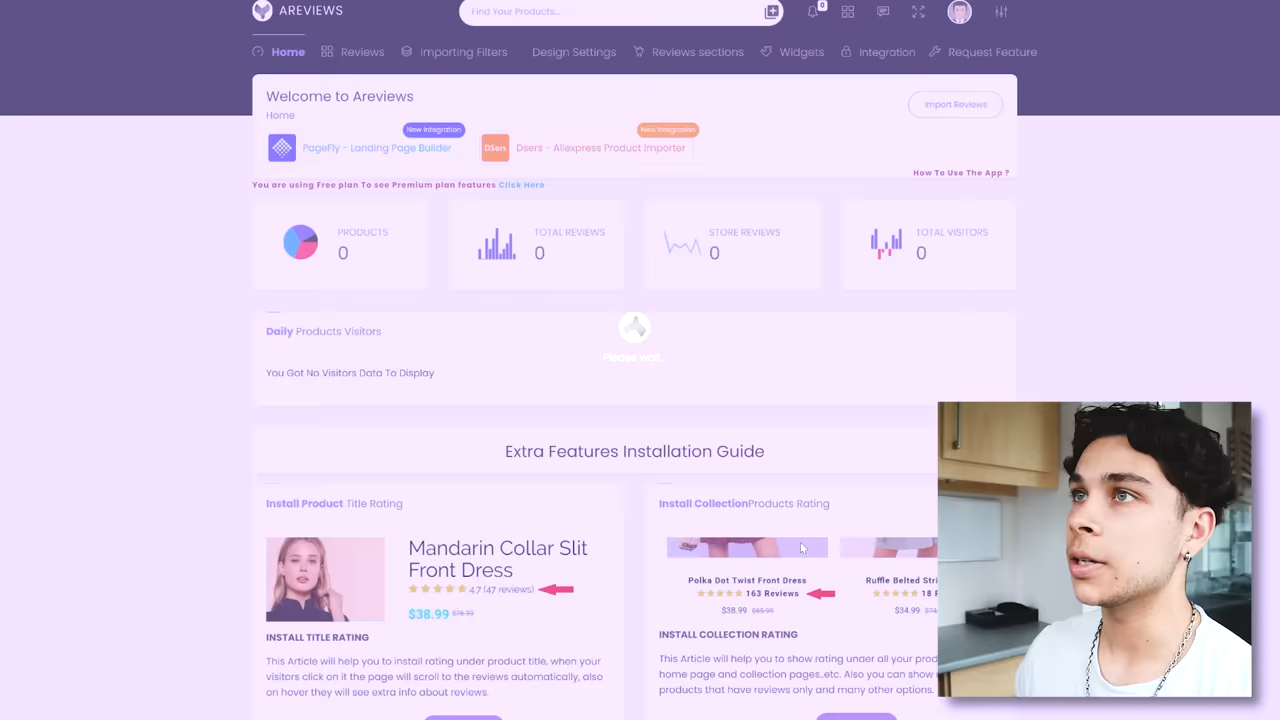 AREVIEWS
Find Your Products...
0
Home
Reviews
Importing Filters
Design Settings
Reviews sections
Widgets
Integration
Request Feature
Welcome to Areviews
Import Reviews
Home
New Integration
New Integration
PageFly - Landing Page Builder
DSers
Dsers - Aliexpress Product Importer
How To Use The App ?
You are using Free plan To see Premium plan features Click Here
PRODUCTS
0
TOTAL REVIEWS
0
STORE REVIEWS
0
TOTAL VISITORS
0
Daily Products Visitors
Please wait..
You Got No Visitors Data To Display
Extra Features Installation Guide
Install Product Title Rating
Mandarin Collar Slit
Front Dress
4.7 (47 reviews)
$38.99 $78.99
INSTALL TITLE RATING
This Article will help you to install rating under product title, when your
visitors click on it the page will scroll to the reviews automatically, also
on hover they will see extra info about reviews.
Install CollectionProducts Rating
Polka Dot Twist Front Dress
163 Reviews
$38.99 $65.99
Ruffle Belted Stri
18 R
$34.99 $74.
INSTALL COLLECTION RATING
This Article will help you to show rating under all your prod
home page and collection pages..etc. Also you can show
products that have reviews only and many other options.